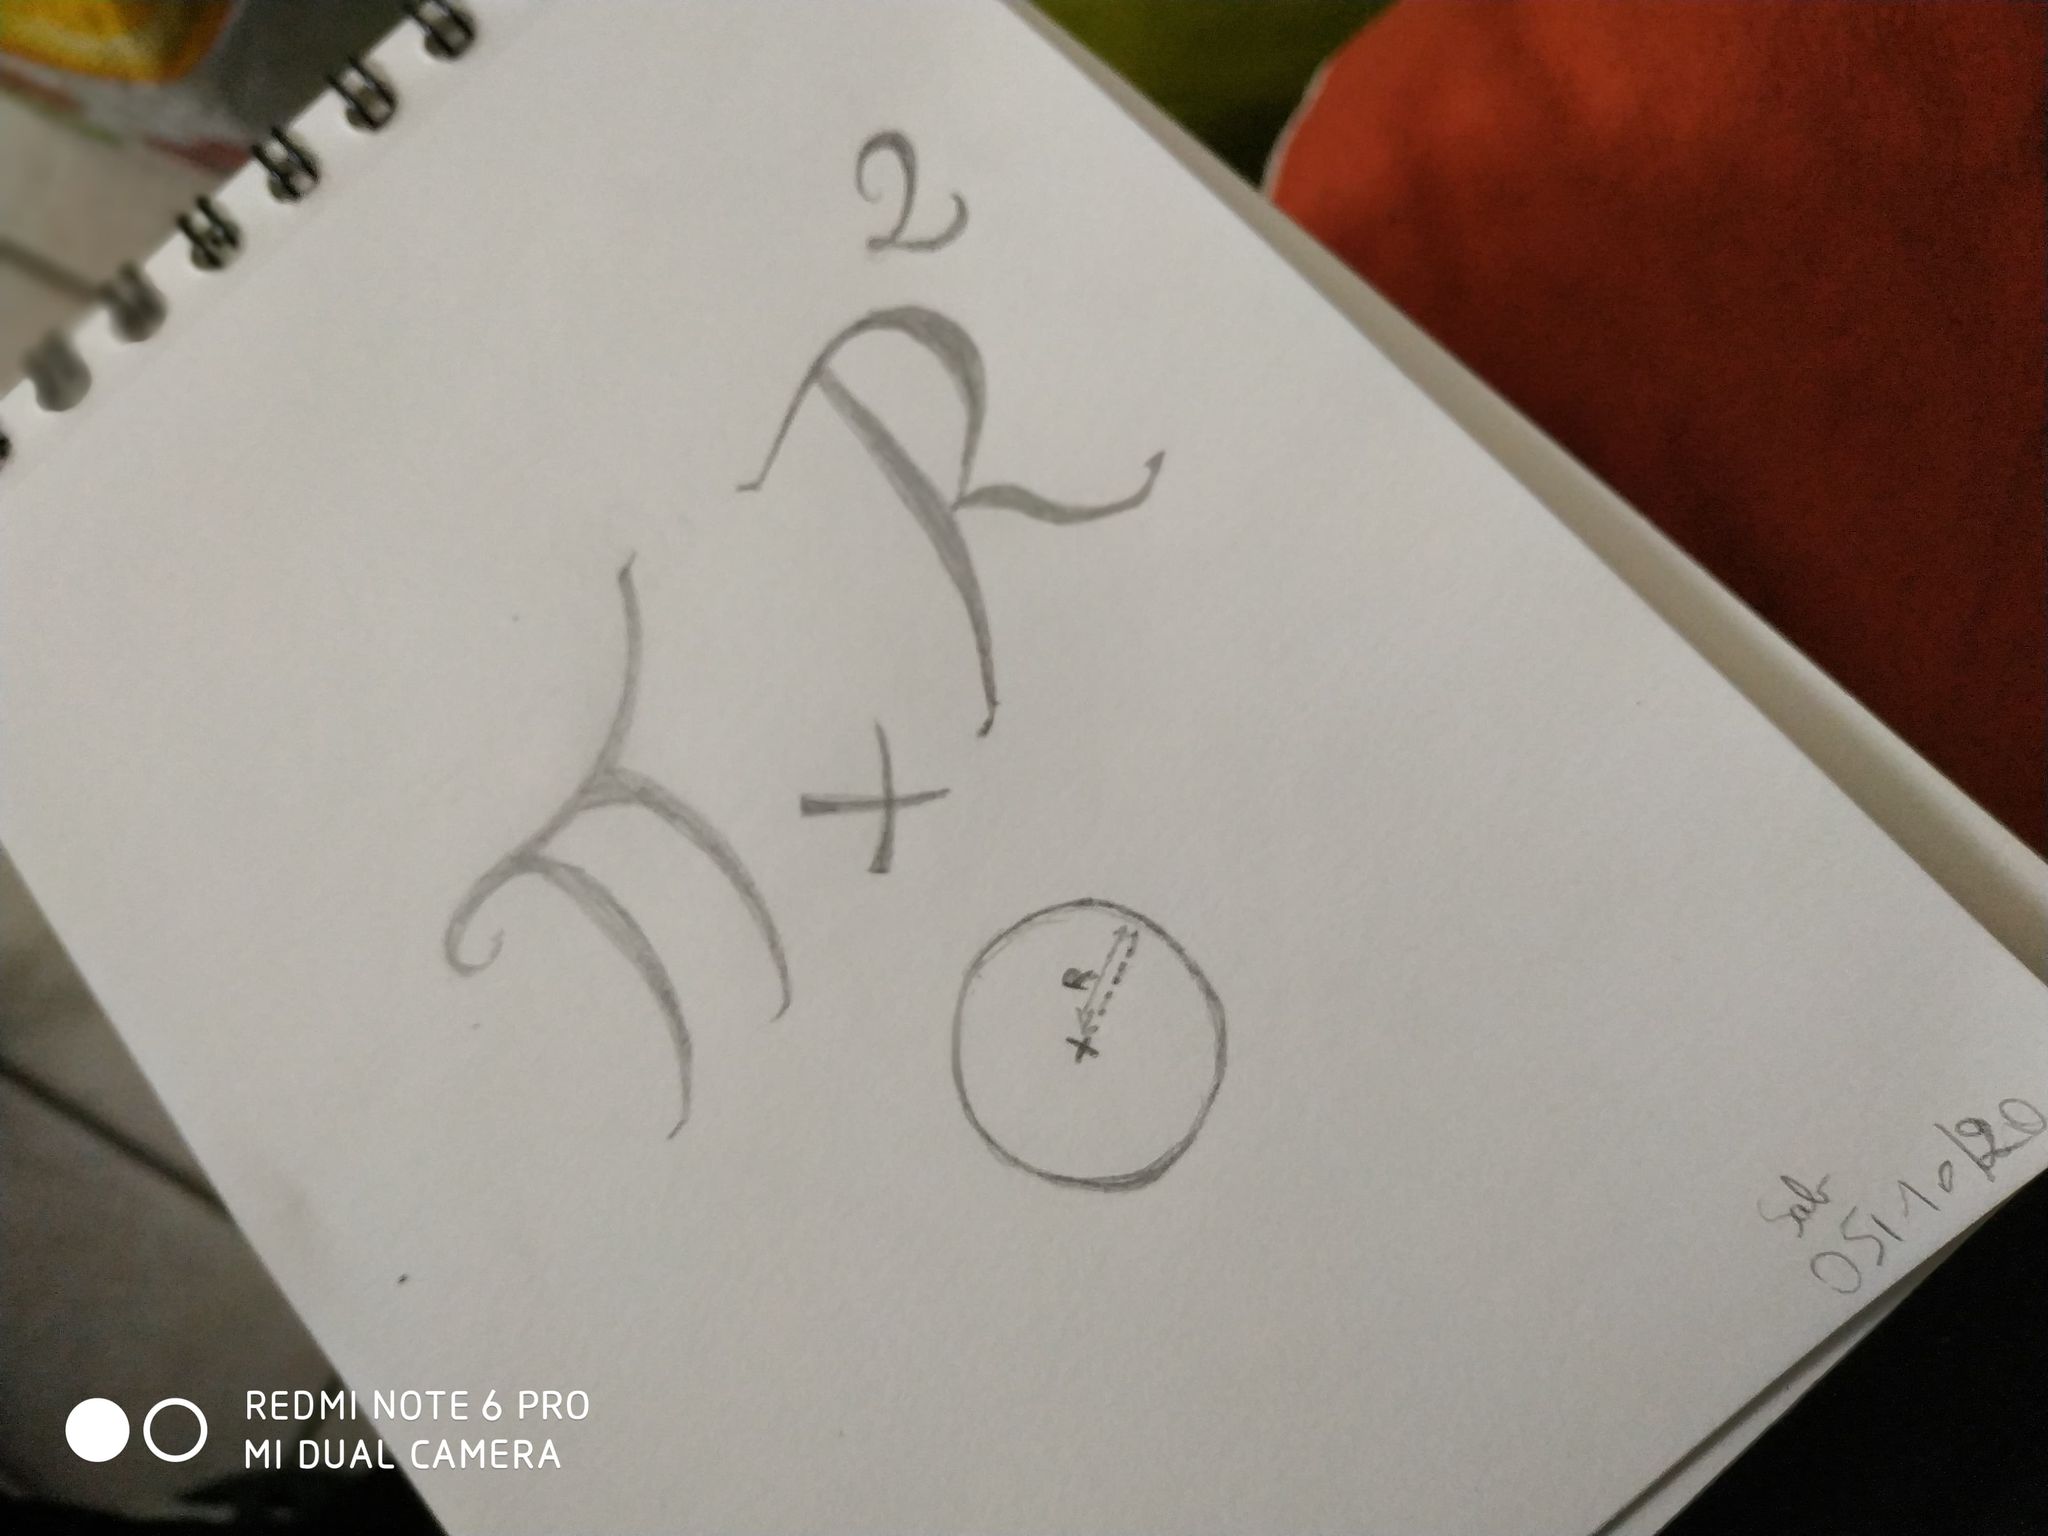 π × R²
R
x
Sab
05/10/20
REDMI NOTE 6 PRO
MI DUAL CAMERA